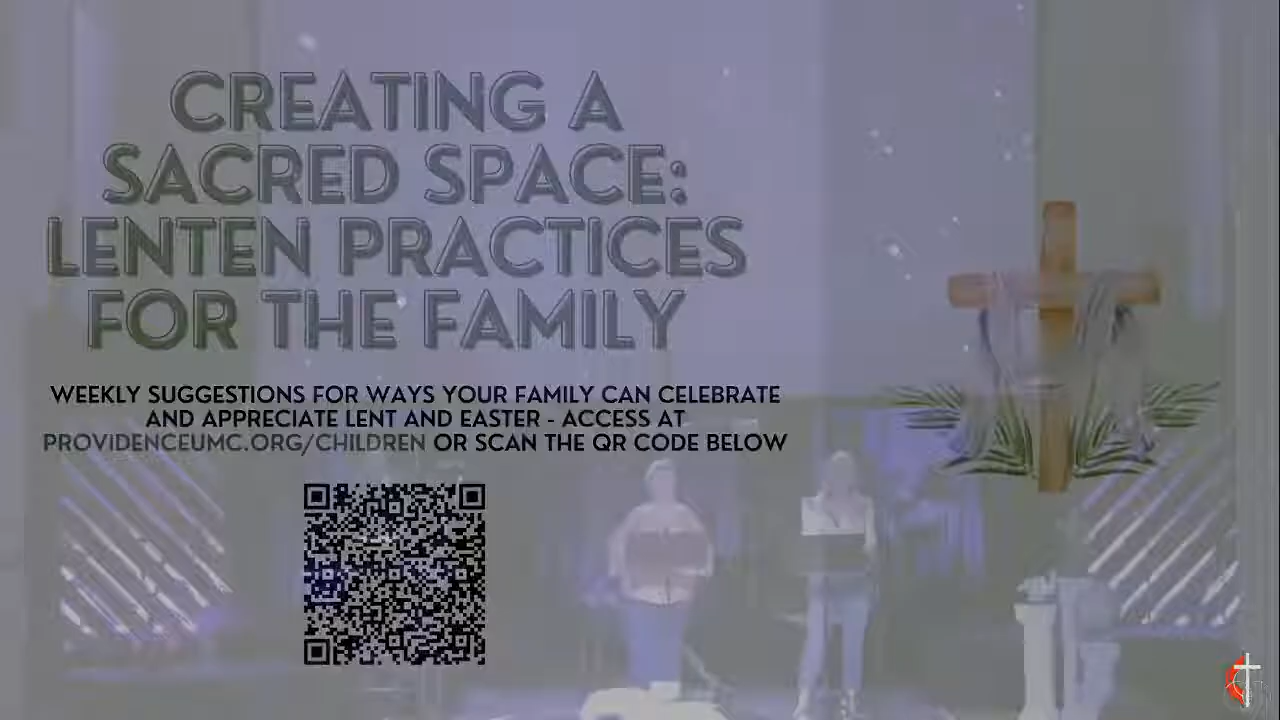 CREATING A
SACRED SPACE:
LENTEN PRACTICES
FOR THE FAMILY
WEEKLY SUGGESTIONS FOR WAYS YOUR FAMILY CAN CELEBRATE
AND APPRECIATE LENT AND EASTER - ACCESS AT
PROVIDENCEUMC.ORG/CHILDREN OR SCAN THE QR CODE BELOW